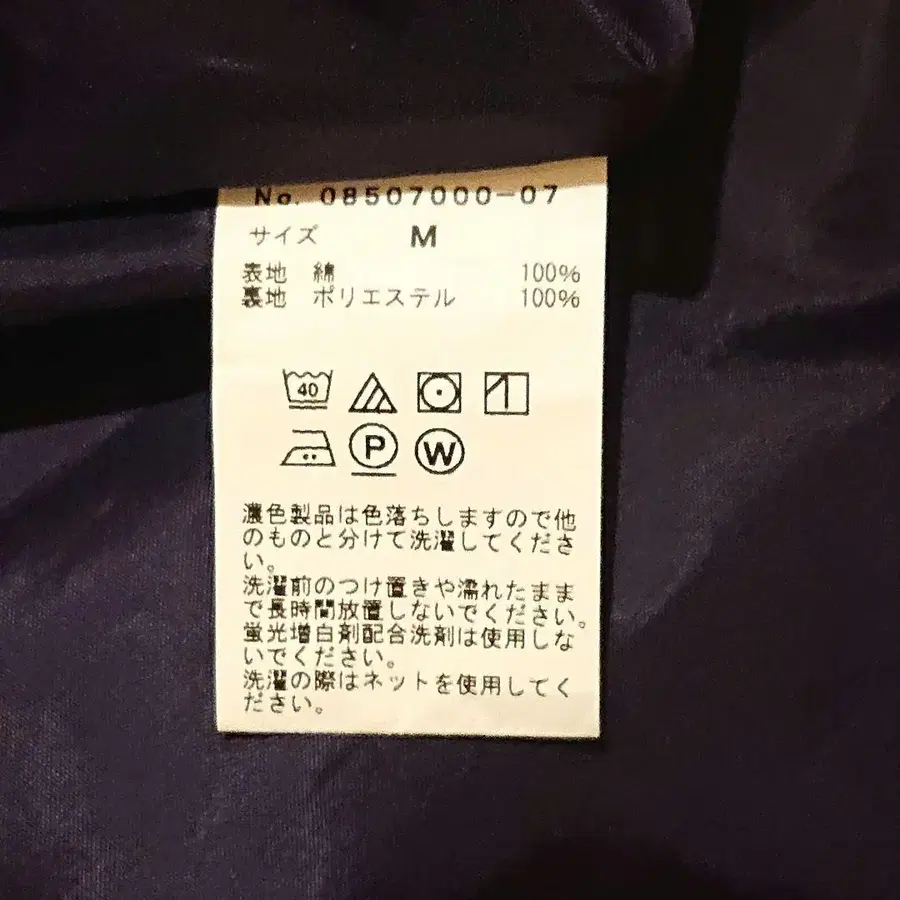 No. 08507000-07
サイズ M
表地 綿 100%
裏地 ポリエステル 100%
40
P W
濃色製品は色落ちしますので他
のものと分けて洗濯してくださ
い。
洗濯前のつけ置きや濡れたまま
で長時間放置しないでください。
蛍光増白剤配合洗剤は使用しな
いでください。
洗濯の際はネットを使用してく
ださい。